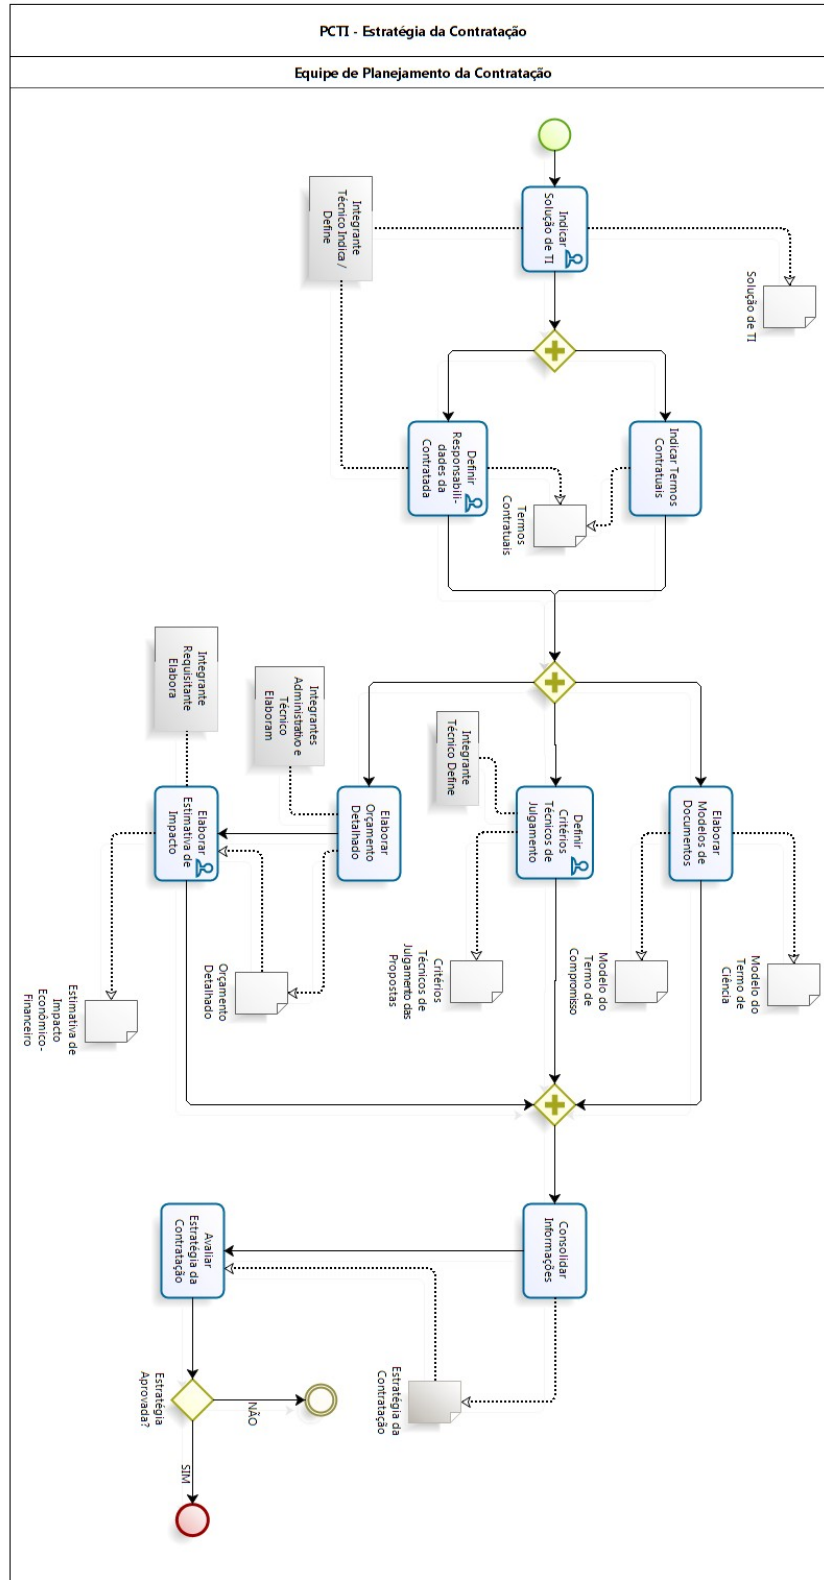 PCTI - Estratégia da Contratação
Equipe de Planejamento da Contratação
Indicar
Solução de TI
Integrante
Técnico Indica /
Define
Solução de TI
Indicar Termos
Contratuais
Definir
Responsabili-
dades da
Contratada
Termos
Contratuais
Integrante
Requisitante
Elabora
Integrantes
Administrativo e
Técnico
Elaboram
Integrante
Técnico Define
Elaborar
Modelos de
Documentos
Definir
Critérios
Técnicos de
Julgamento
Elaborar
Orçamento
Detalhado
Elaborar
Estimativa de
Impacto
Modelo do
Termo de
Ciência
Modelo do
Termo de
Compromisso
Critérios
Técnicos de
Julgamento das
Propostas
Orçamento
Detalhado
Estimativa de
Impacto
Econômico-
Financeiro
Consolidar
Informações
Avaliar
Estratégia da
Contratação
Estratégia da
Contratação
Estratégia
Aprovada?
NÃO
SIM